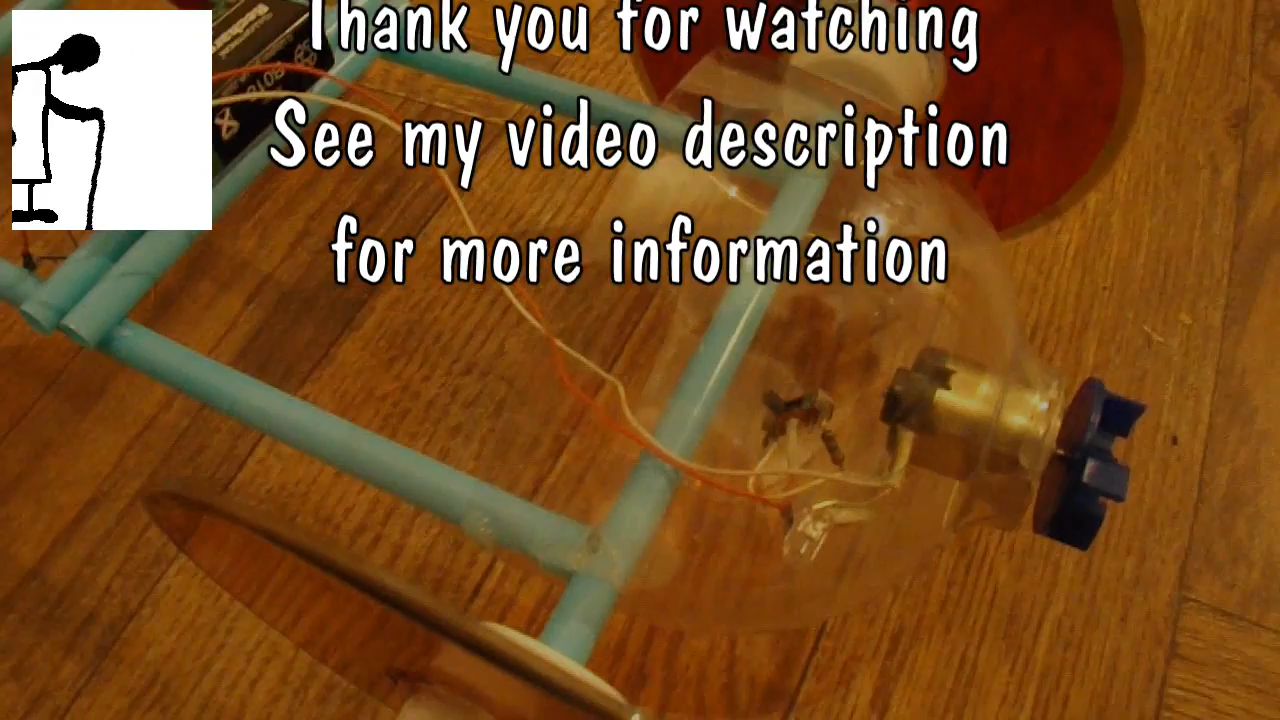 Thank you for watching
See my video description
for more information